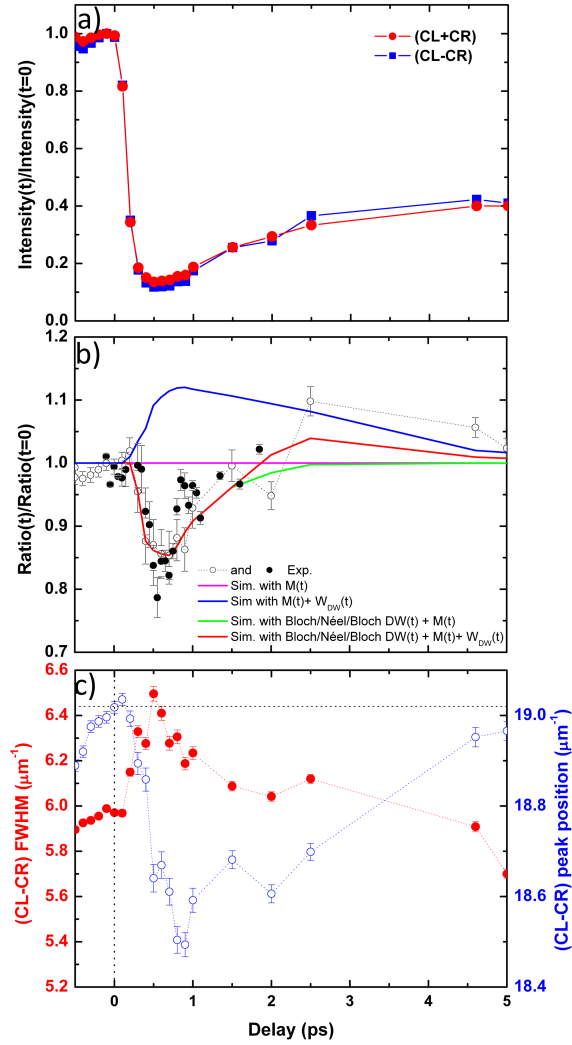 a)
(CL+CR)
(CL-CR)
Intensity(t)/Intensity(t=0)
1.0
0.8
0.6
0.4
0.2
0.0
b)
Ratio(t)/Ratio(t=0)
1.2
1.1
1.0
0.9
0.8
0.7
and Exp.
Sim. with M(t)
Sim with M(t)+ W_DW(t)
Sim. with Bloch/Néel/Bloch DW(t) + M(t)
Sim. with Bloch/Néel/Bloch DW(t) + M(t)+ W_DW(t)
c)
(CL-CR) FWHM (μm⁻¹)
6.6
6.4
6.2
6.0
5.8
5.6
5.4
5.2
(CL-CR) peak position (μm⁻¹)
19.0
18.8
18.6
18.4
0 1 2 3 4 5
Delay (ps)